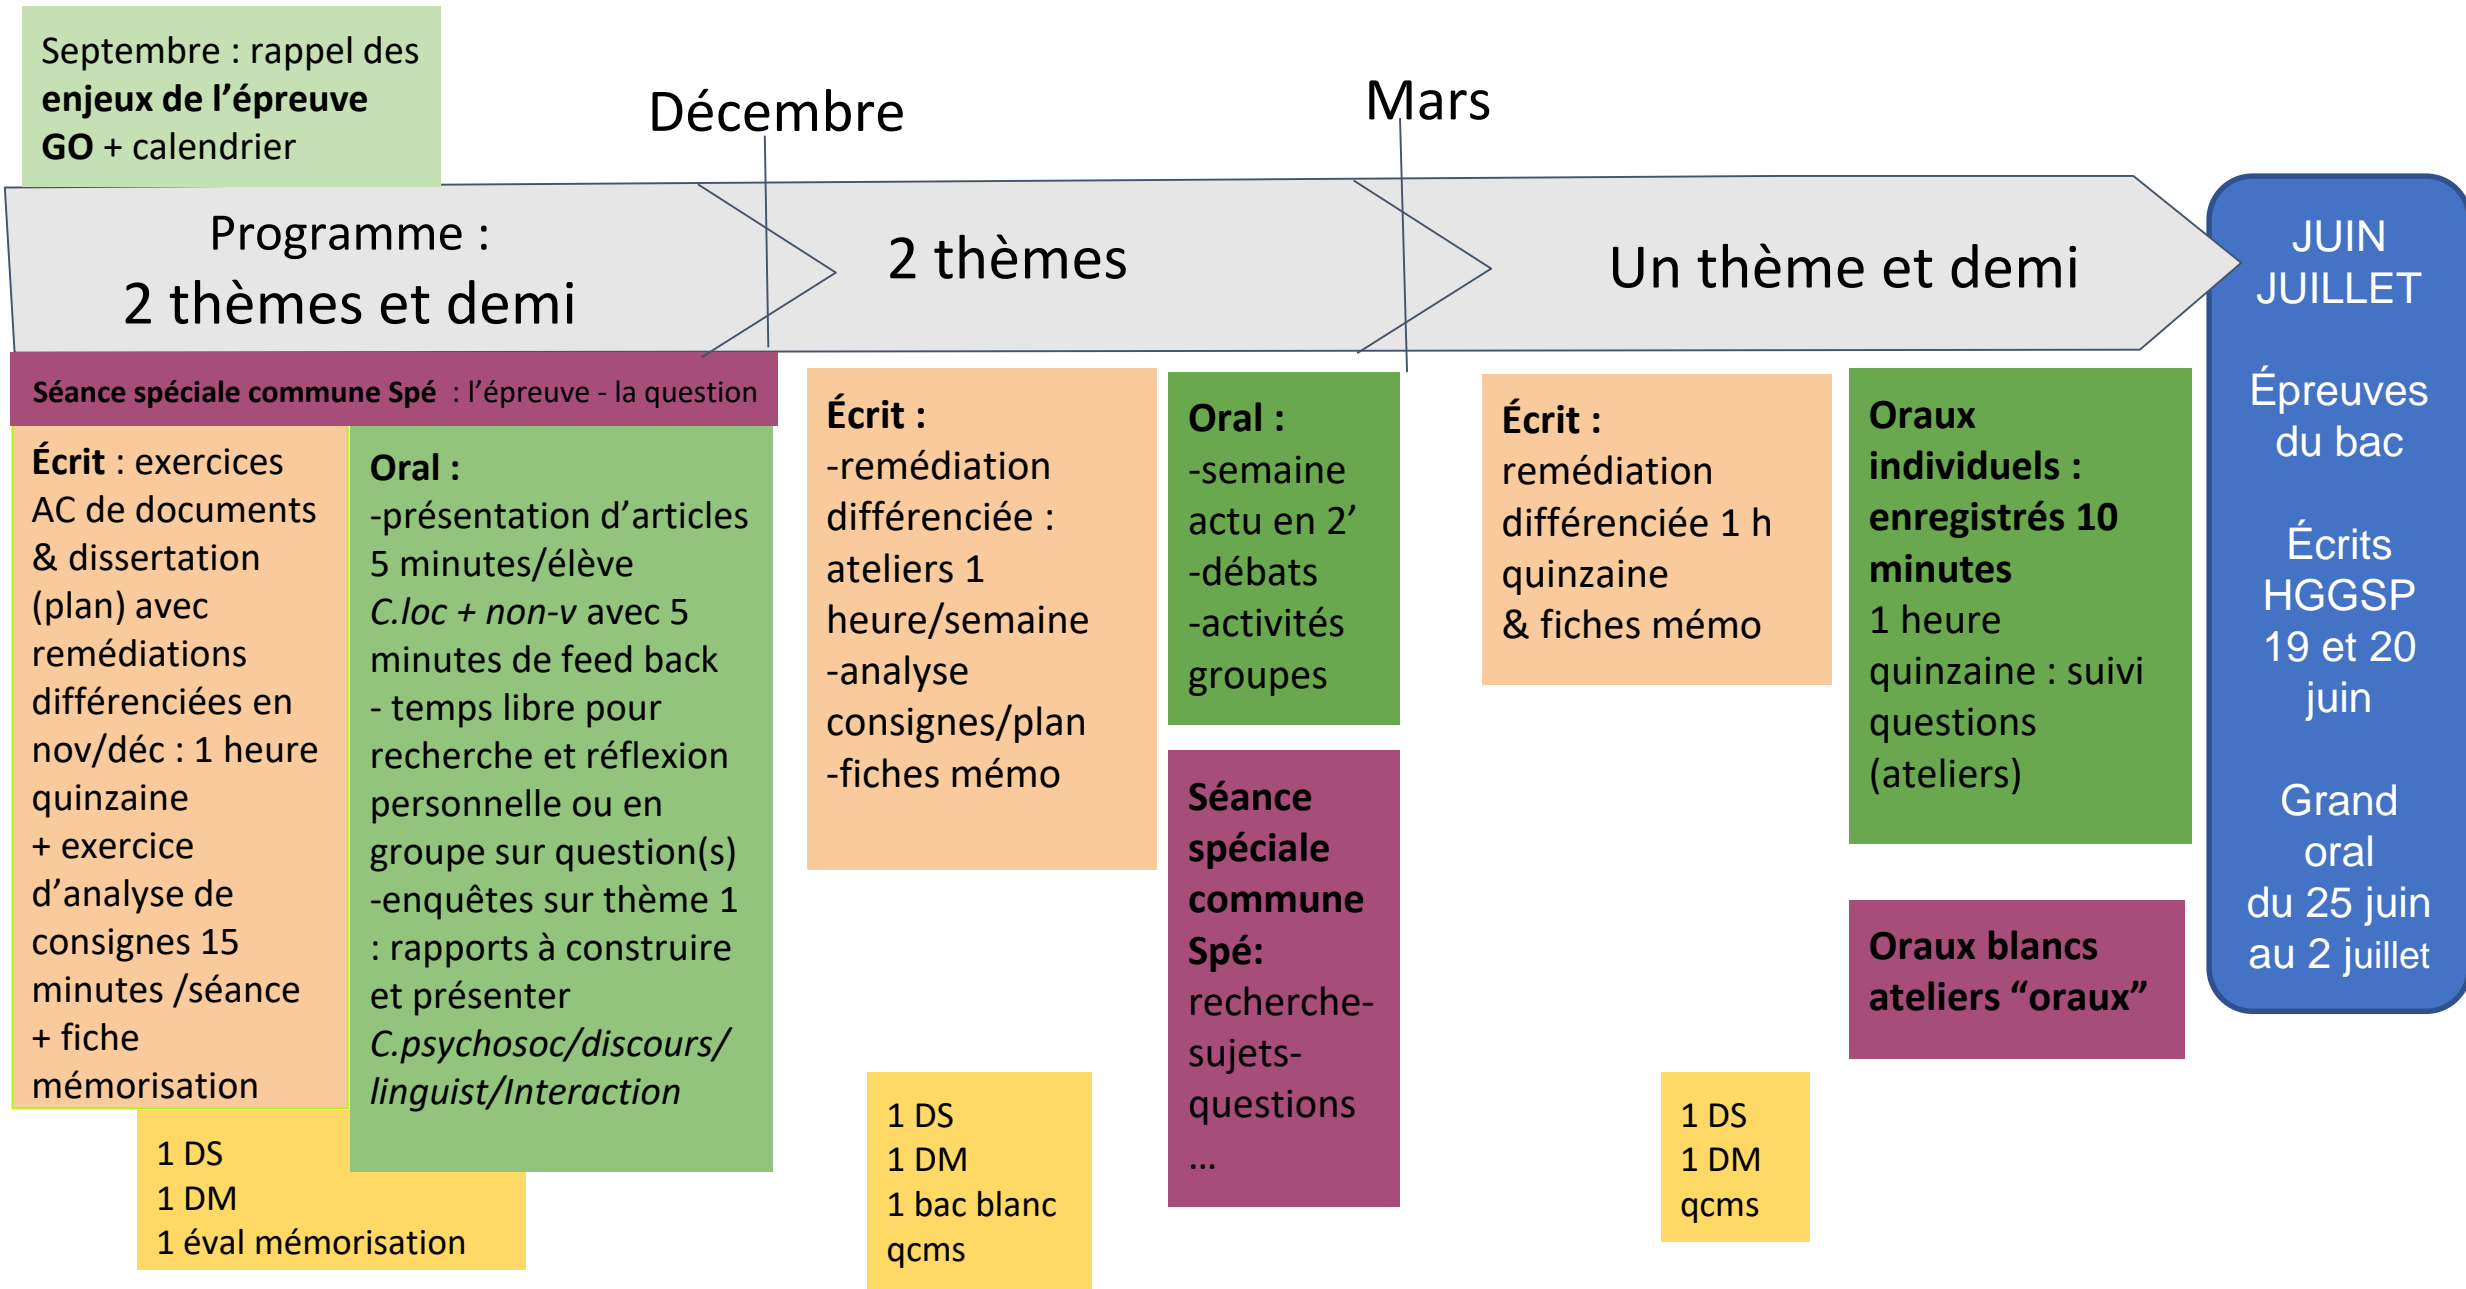 Septembre : rappel des
enjeux de l’épreuve
GO + calendrier
Décembre
Mars
Programme :
2 thèmes et demi
2 thèmes
Un thème et demi
Séance spéciale commune Spé : l’épreuve - la question
Écrit : exercices
AC de documents
& dissertation
(plan) avec
remédiations
différenciées en
nov/déc : 1 heure
quinzaine
+ exercice
d’analyse de
consignes 15
minutes /séance
+ fiche
mémorisation
Oral :
-présentation d’articles
5 minutes/élève
C.loc + non-v avec 5
minutes de feed back
- temps libre pour
recherche et réflexion
personnelle ou en
groupe sur question(s)
-enquêtes sur thème 1
: rapports à construire
et présenter
C.psychosoc/discours/
linguist/Interaction
1 DS
1 DM
1 éval mémorisation
Écrit :
-remédiation
différenciée :
ateliers 1
heure/semaine
-analyse
consignes/plan
-fiches mémo
1 DS
1 DM
1 bac blanc
qcms
Oral :
-semaine
actu en 2’
-débats
-activités
groupes
Séance
spéciale
commune
Spé:
recherche-
sujets-
questions
…
Écrit :
remédiation
différenciée 1 h
quinzaine
& fiches mémo
1 DS
1 DM
qcms
Oraux
individuels :
enregistrés 10
minutes
1 heure
quinzaine : suivi
questions
(ateliers)
Oraux blancs
ateliers “oraux”
JUIN
JUILLET
Épreuves
du bac
Écrits
HGGSP
19 et 20
juin
Grand
oral
du 25 juin
au 2 juillet